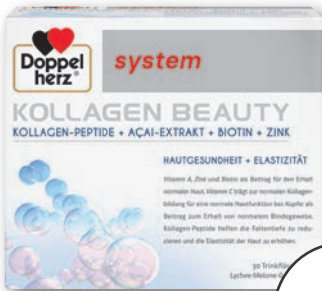 Doppel
herz®
system
KOLLAGEN BEAUTY
KOLLAGEN-PEPTIDE + AÇAI-EXTRAKT + BIOTIN + ZINK
HAUTGESUNDHEIT + ELASTIZITÄT
Vitamin A, Zink und Biotin als Beitrag für den Erhalt
normaler Haut. Vitamin C trägt zur normalen Kollagen-
bildung für eine normale Hautfunktion bei. Kupfer als
Beitrag zum Erhalt von normalem Bindegewebe.
Kollagen-Peptide helfen die Faltentiefe zu redu-
zieren und die Elastizität der Haut zu erhöhen.
30
Lychee-Melone